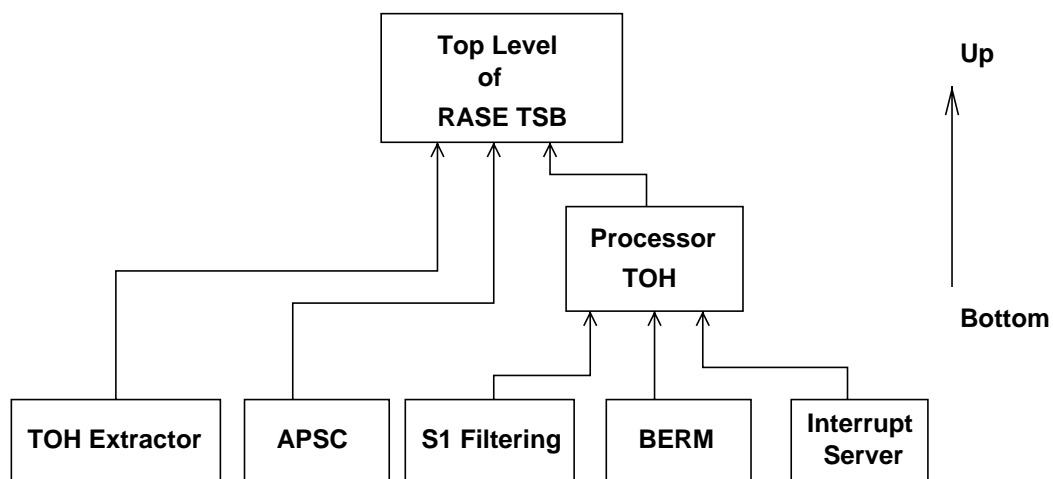 Top Level
of
RASE TSB
Up
Processor
TOH
Bottom
TOH Extractor
APSC
S1 Filtering
BERM
Interrupt
Server